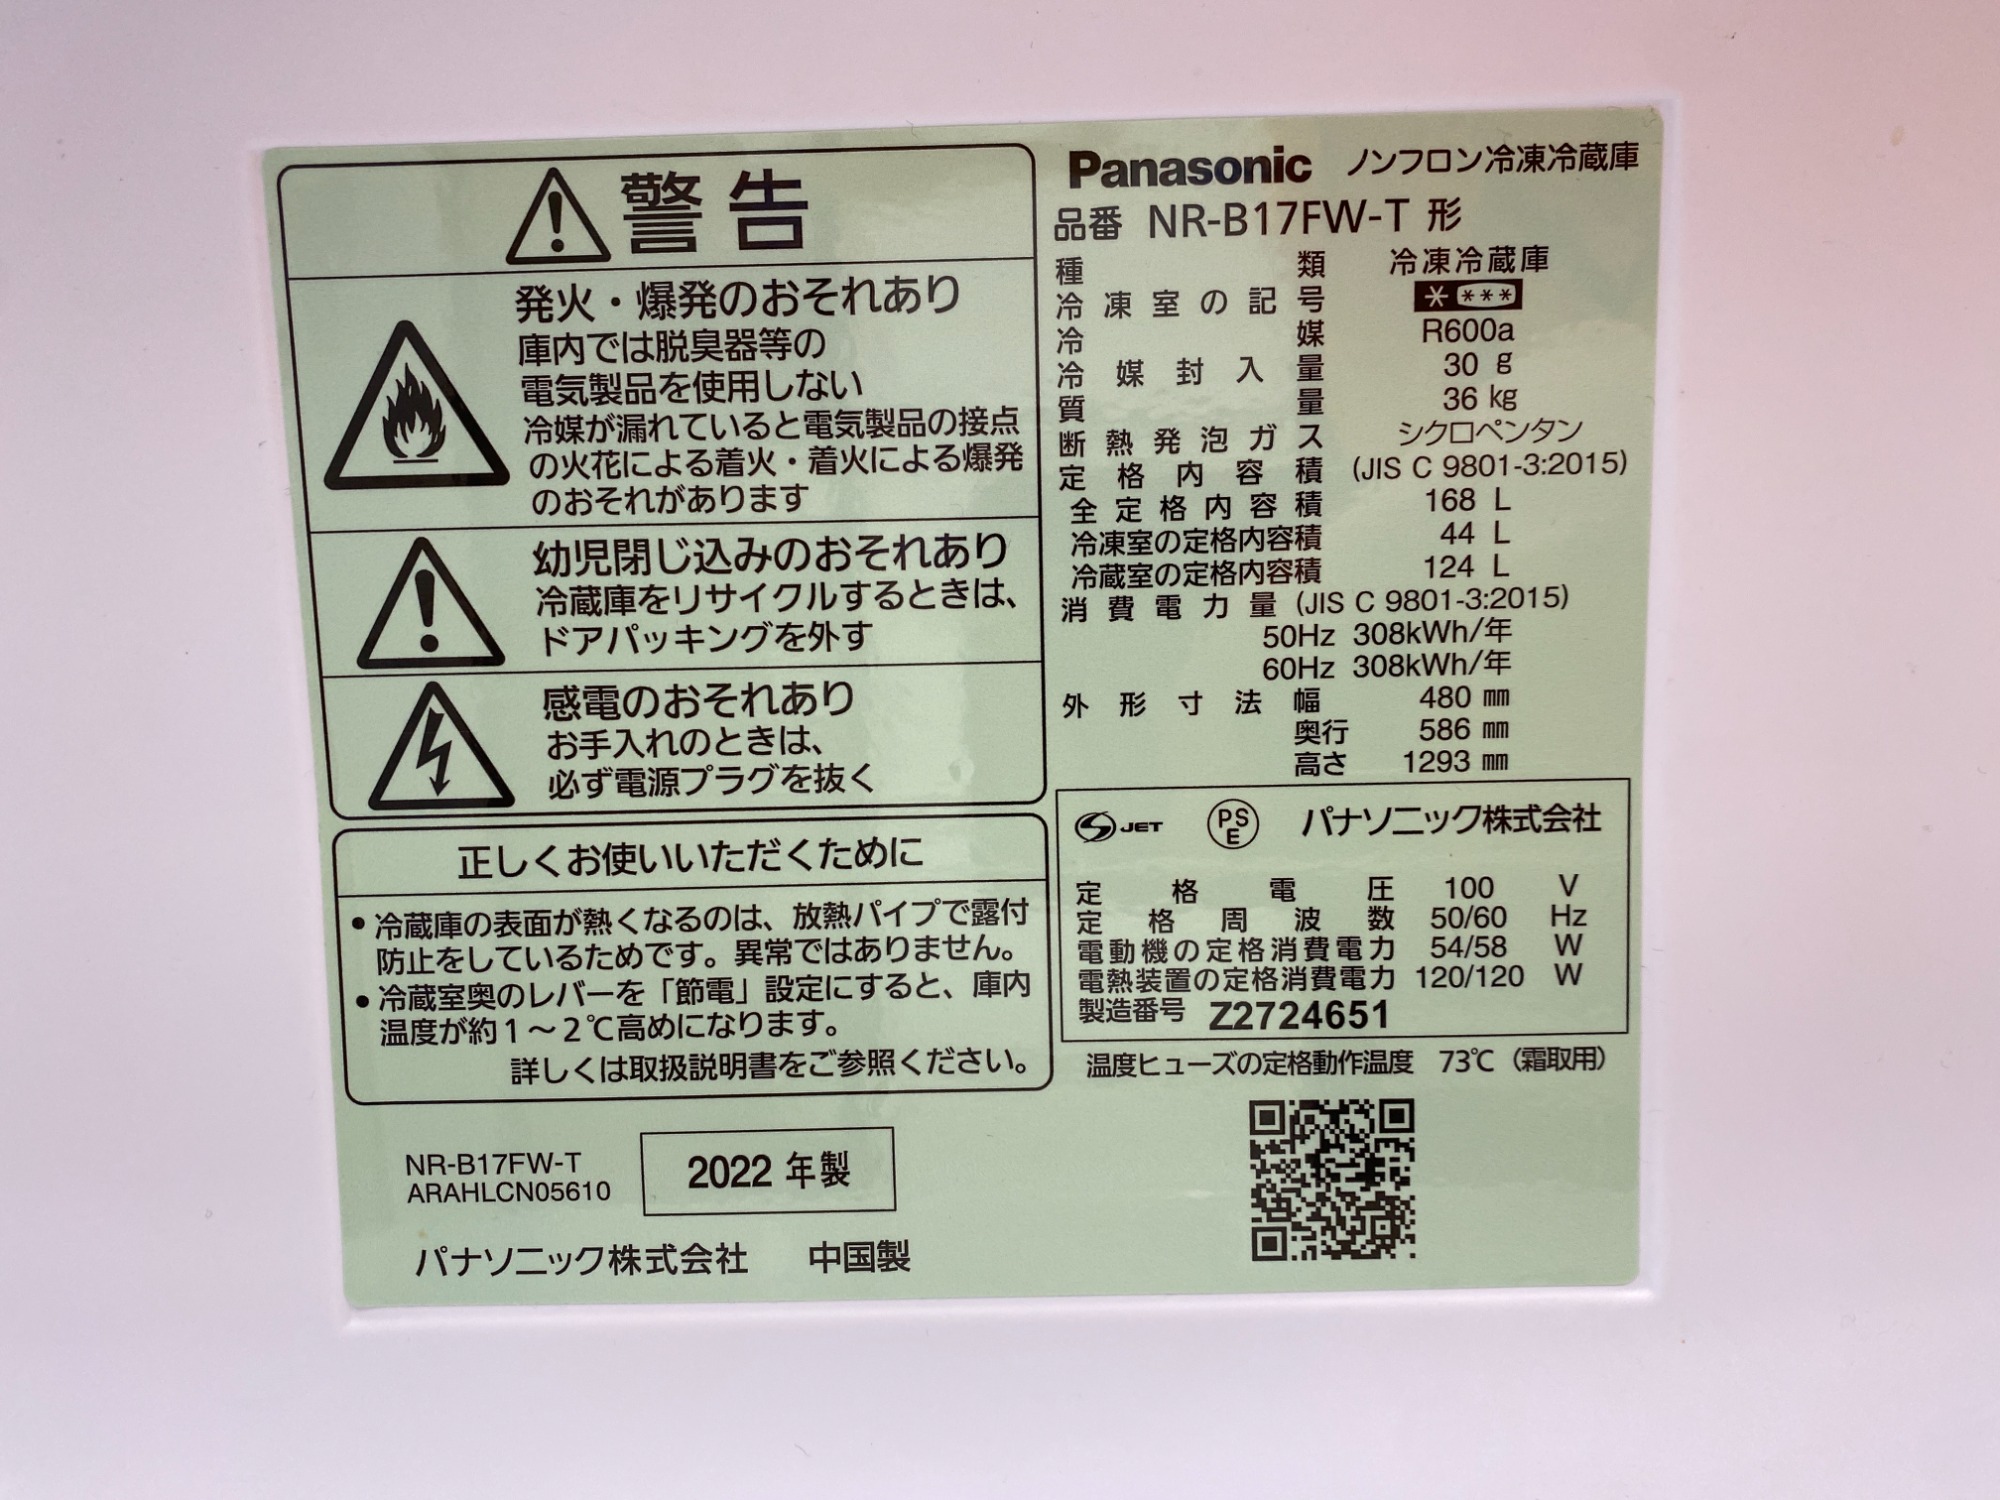 警告
発火・爆発のおそれあり
庫内では脱臭器等の
電気製品を使用しない
冷媒が漏れていると電気製品の接点
の火花による着火・着火による爆発
のおそれがあります
幼児閉じ込みのおそれあり
冷蔵庫をリサイクルするときは、
ドアパッキングを外す
感電のおそれあり
お手入れのときは、
必ず電源プラグを抜く
正しくお使いいただくために
• 冷蔵庫の表面が熱くなるのは、放熱パイプで露付
防止をしているためです。異常ではありません。
• 冷蔵室奥のレバーを「節電」設定にすると、庫内
温度が約1～2℃高めになります。
詳しくは取扱説明書をご参照ください。
NR-B17FW-T
ARAHLCN05610
2022 年製
パナソニック株式会社 中国製
Panasonic ノンフロン冷凍冷蔵庫
品番 NR-B17FW-T 形
種類 冷凍冷蔵庫
冷凍室の記号 * ***
冷媒 R600a
冷媒封入量 30 g
質量 36 kg
断熱発泡ガス シクロペンタン
定格内容積 (JIS C 9801-3:2015)
全定格内容積 168 L
冷凍室の定格内容積 44 L
冷蔵室の定格内容積 124 L
消費電力量 (JIS C 9801-3:2015)
50Hz 308kWh/年
60Hz 308kWh/年
外形寸法 幅 480 mm
奥行 586 mm
高さ 1293 mm
S JET PSE パナソニック株式会社
定格電圧 100 V
定格周波数 50/60 Hz
電動機の定格消費電力 54/58 W
電熱装置の定格消費電力 120/120 W
製造番号 Z2724651
温度ヒューズの定格動作温度 73℃（霜取用）